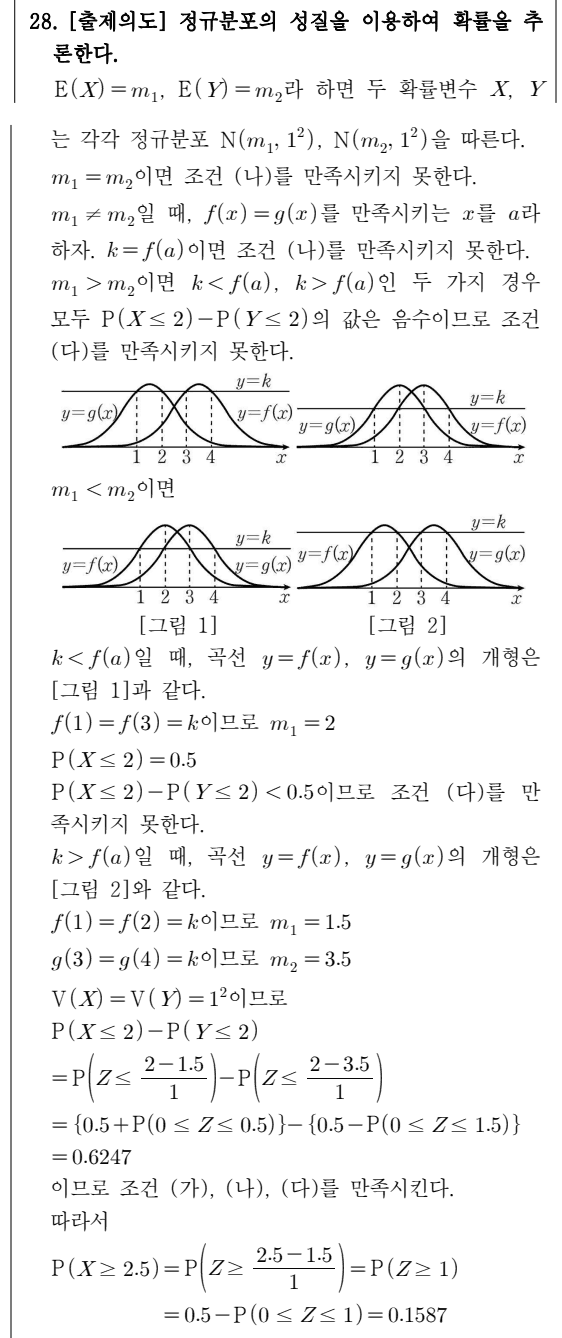 28. [출제의도] 정규분포의 성질을 이용하여 확률을 추
론한다.
E(X)=m₁, E(Y)=m₂라 하면 두 확률변수 X, Y
는 각각 정규분포 N(m₁, 1²), N(m₂, 1²)을 따른다.
m₁=m₂이면 조건 (나)를 만족시키지 못한다.
m₁≠m₂일 때, f(x)=g(x)를 만족시키는 x를 a라
하자. k=f(a)이면 조건 (나)를 만족시키지 못한다.
m₁>m₂이면 k<f(a), k>f(a)인 두 가지 경우
모두 P(X≤2)-P(Y≤2)의 값은 음수이므로 조건
(다)를 만족시키지 못한다.
y=k
y=g(x) y=f(x)
1 2 3 4 x
y=k
y=g(x) y=f(x)
1 2 3 4 x
m₁<m₂이면
y=k
y=f(x) y=g(x)
1 2 3 4 x
[그림 1]
y=k
y=f(x) y=g(x)
1 2 3 4 x
[그림 2]
k<f(a)일 때, 곡선 y=f(x), y=g(x)의 개형은
[그림 1]과 같다.
f(1)=f(3)=k이므로 m₁=2
P(X≤2)=0.5
P(X≤2)-P(Y≤2)<0.5이므로 조건 (다)를 만
족시키지 못한다.
k>f(a)일 때, 곡선 y=f(x), y=g(x)의 개형은
[그림 2]와 같다.
f(1)=f(2)=k이므로 m₁=1.5
g(3)=g(4)=k이므로 m₂=3.5
V(X)=V(Y)=1²이므로
P(X≤2)-P(Y≤2)
=P(Z≤(2-1.5)/1)-P(Z≤(2-3.5)/1)
={0.5+P(0≤Z≤0.5)}-{0.5-P(0≤Z≤1.5)}
=0.6247
이므로 조건 (가), (나), (다)를 만족시킨다.
따라서
P(X≥2.5)=P(Z≥(2.5-1.5)/1)=P(Z≥1)
=0.5-P(0≤Z≤1)=0.1587